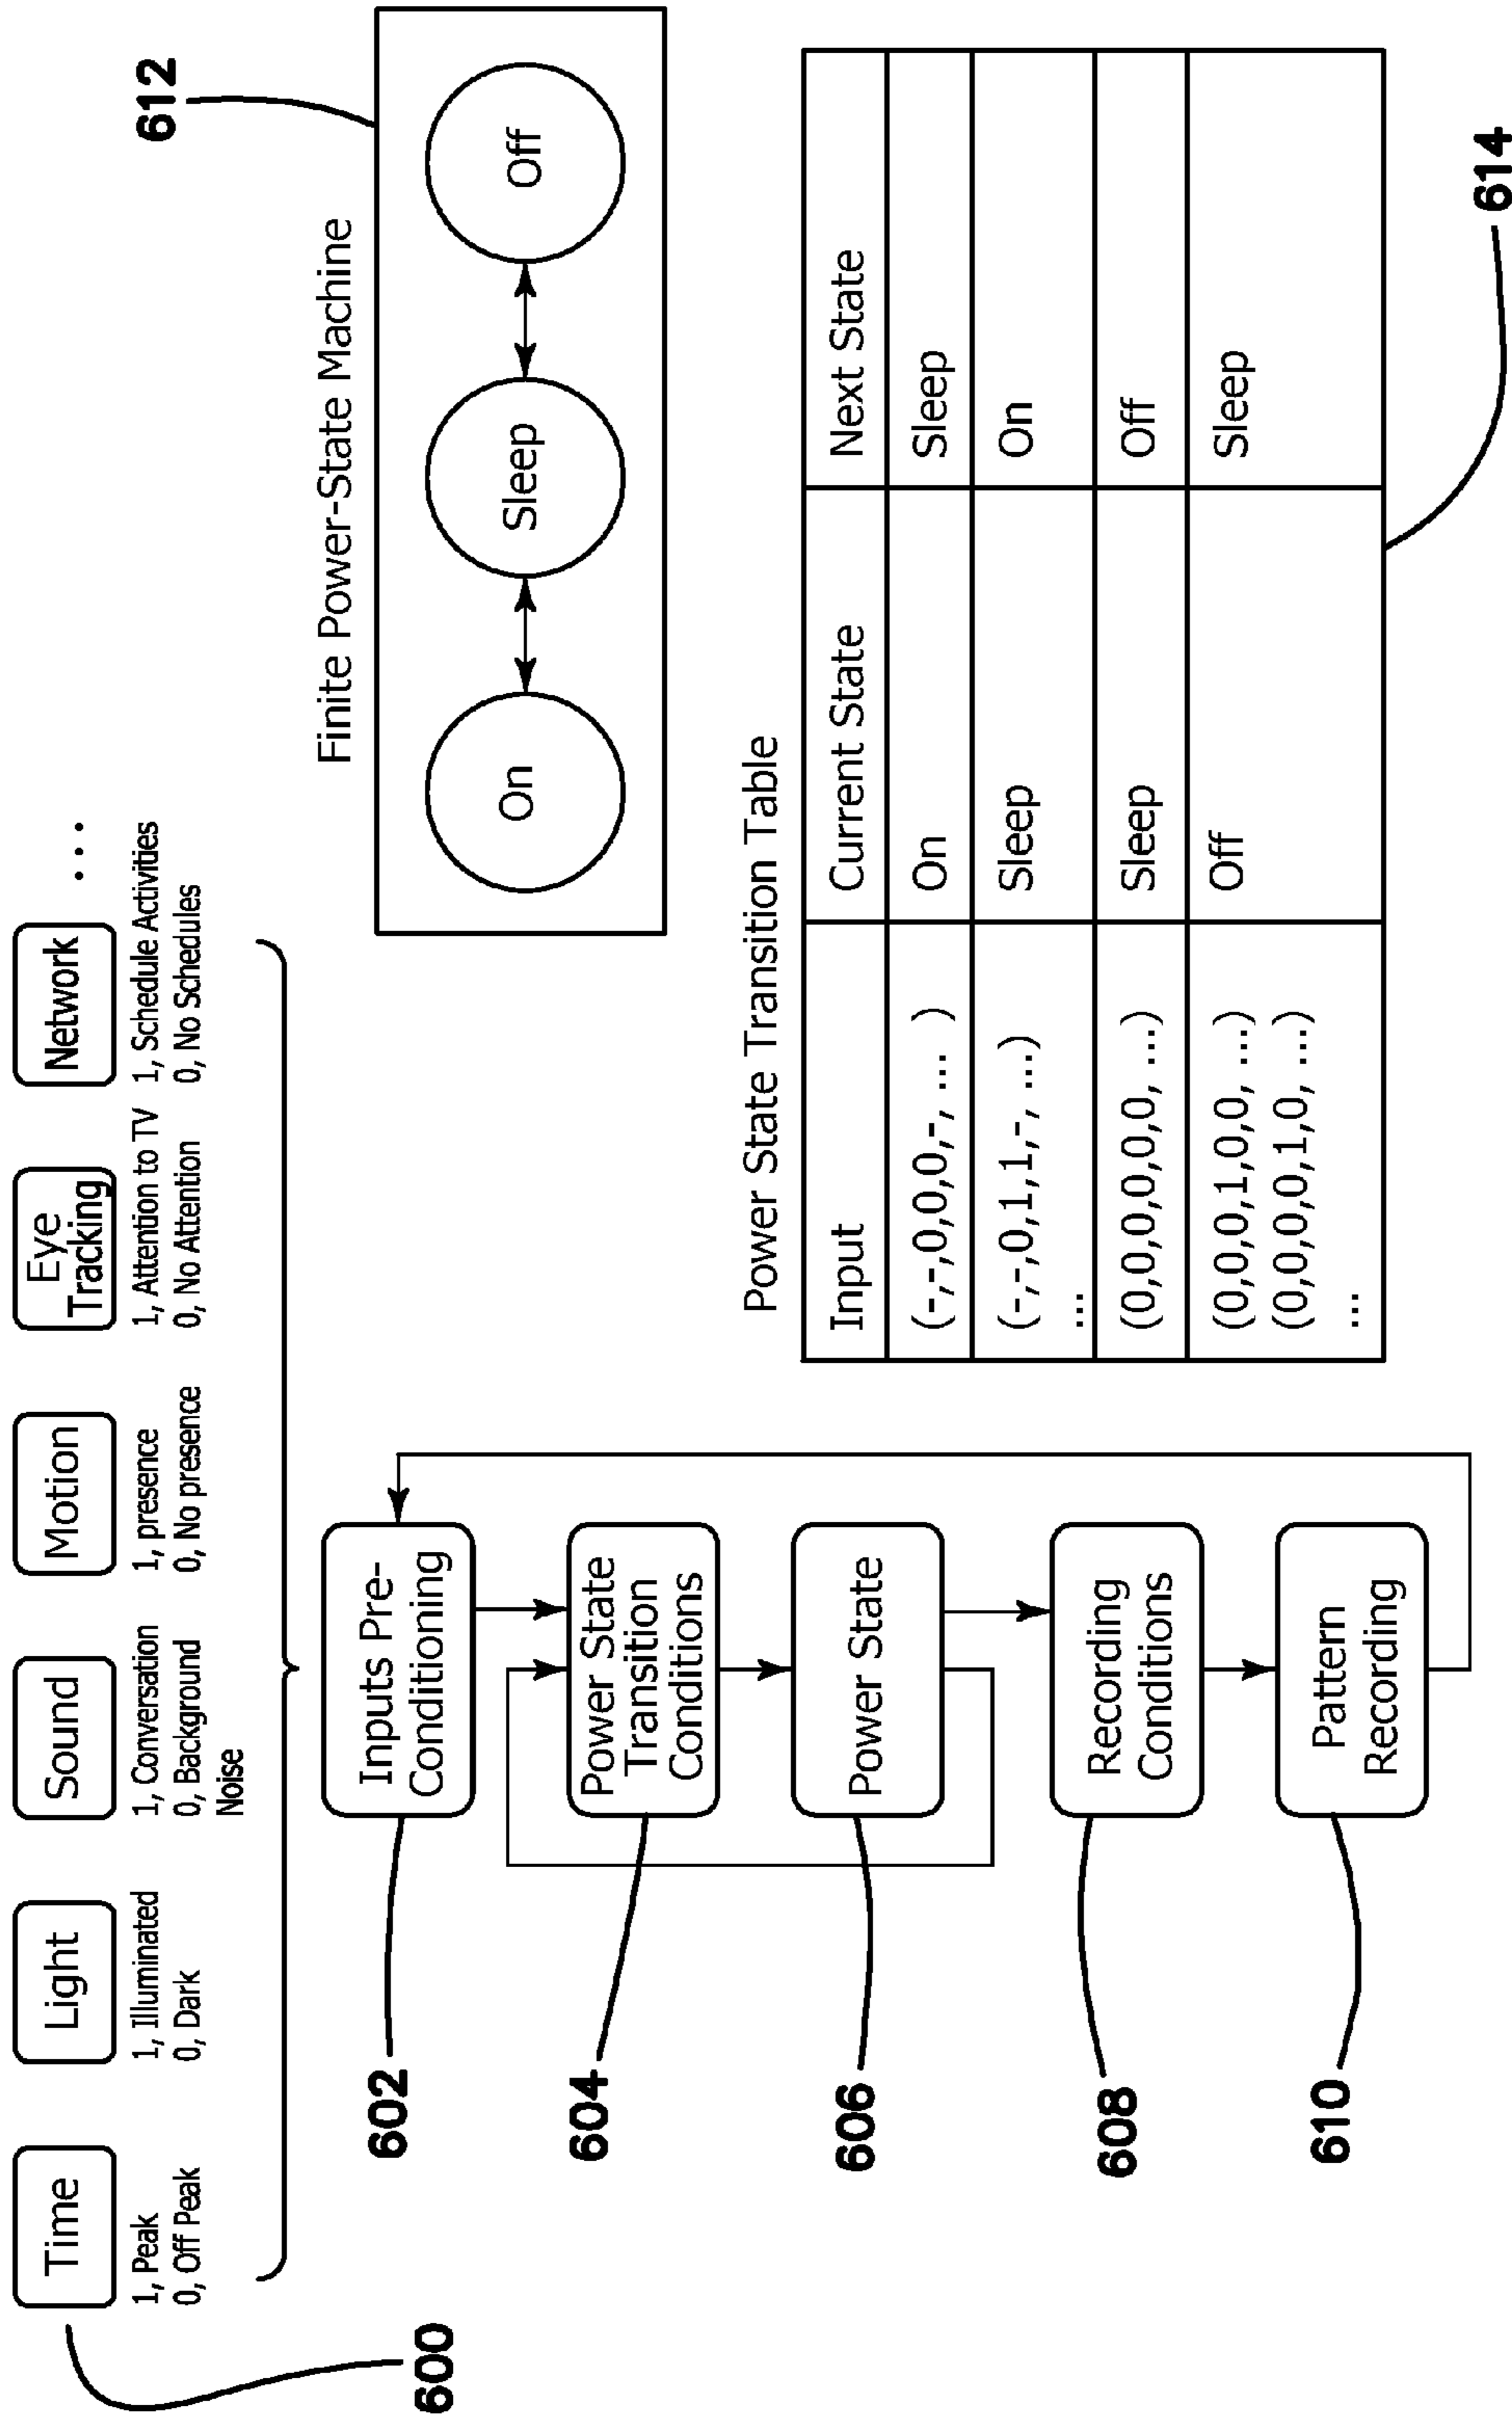 Time
1, Peak
0, Off Peak
Light
1, Illuminated
0, Dark
Sound
1, Conversation
0, Background
Noise
Motion
1, presence
0, No presence
Eye
Tracking
1, Attention to TV
0, No Attention
Network
1, Schedule Activities
0, No Schedules
...
600
602
Inputs Pre-
Conditioning
604
Power State
Transition
Conditions
606
Power State
608
Recording
Conditions
610
Pattern
Recording
Finite Power-State Machine
612
On
Sleep
Off
Power State Transition Table
Input Current State Next State
(-,-,0,0,0,-, ... ) On Sleep
(-,-,0,1,1,-, ...) Sleep On
...
(0,0,0,0,0,0, ...) Sleep Off
(0,0,0,1,0,0, ...) Off Sleep
(0,0,0,0,1,0, ...)
...
614